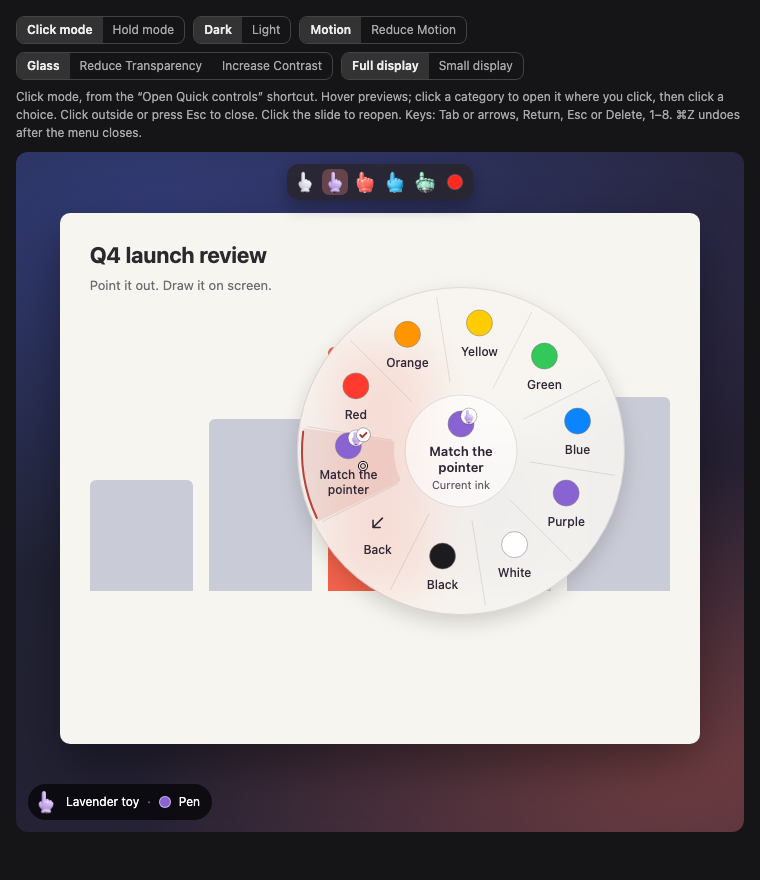 Click mode Hold mode Dark Light Motion Reduce Motion
Glass Reduce Transparency Increase Contrast Full display Small display
Click mode, from the “Open Quick controls” shortcut. Hover previews; click a category to open it where you click, then click a
choice. Click outside or press Esc to close. Click the slide to reopen. Keys: Tab or arrows, Return, Esc or Delete, 1–8. ⌘Z undoes
after the menu closes.
Q4 launch review
Point it out. Draw it on screen.
Orange
Yellow
Green
Red
Blue
Match the
pointer
Current ink
Match the
pointer
Purple
Back
White
Black
Lavender toy · Pen